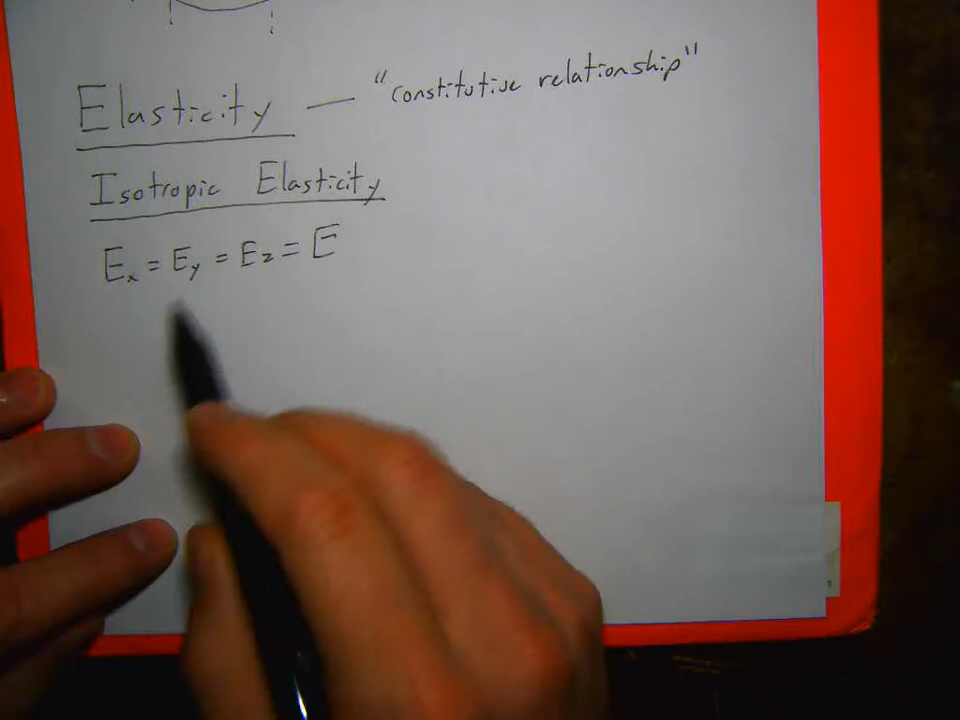 Elasticity — "constitutive relationship"
Isotropic Elasticity
Ex = Ey = Ez = E